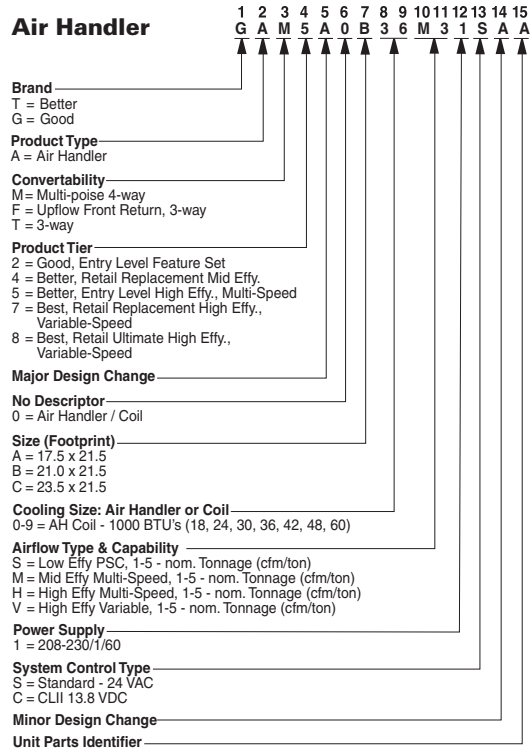 1 2 3 4 5 6 7 8 9 10 11 12 13 14 15
Air Handler G A M 5 A 0 B 3 6 M 3 1 S A A
Brand
T = Better
G = Good
Product Type
A = Air Handler
Convertability
M = Multi-poise 4-way
F = Upflow Front Return, 3-way
T = 3-way
Product Tier
2 = Good, Entry Level Feature Set
4 = Better, Retail Replacement Mid Effy.
5 = Better, Entry Level High Effy., Multi-Speed
7 = Best, Retail Replacement High Effy.,
Variable-Speed
8 = Best, Retail Ultimate High Effy.,
Variable-Speed
Major Design Change
No Descriptor
0 = Air Handler / Coil
Size (Footprint)
A = 17.5 x 21.5
B = 21.0 x 21.5
C = 23.5 x 21.5
Cooling Size: Air Handler or Coil
0-9 = AH Coil - 1000 BTU's (18, 24, 30, 36, 42, 48, 60)
Airflow Type & Capability
S = Low Effy PSC, 1-5 - nom. Tonnage (cfm/ton)
M = Mid Effy Multi-Speed, 1-5 - nom. Tonnage (cfm/ton)
H = High Effy Multi-Speed, 1-5 - nom. Tonnage (cfm/ton)
V = High Effy Variable, 1-5 - nom. Tonnage (cfm/ton)
Power Supply
1 = 208-230/1/60
System Control Type
S = Standard - 24 VAC
C = CLII 13.8 VDC
Minor Design Change
Unit Parts Identifier